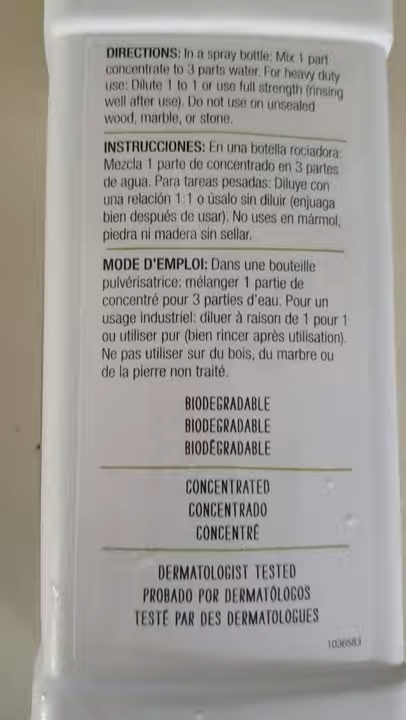 DIRECTIONS: In a spray bottle: Mix 1 part
concentrate to 3 parts water. For heavy duty
use: Dilute 1 to 1 or use full strength (rinsing
well after use). Do not use on unsealed
wood, marble, or stone.
INSTRUCCIONES: En una botella rociadora:
Mezcla 1 parte de concentrado en 3 partes
de agua. Para tareas pesadas: Diluye con
una relación 1:1 o úsalo sin diluir (enjuaga
bien después de usar). No uses en mármol,
piedra ni madera sin sellar.
MODE D'EMPLOI: Dans une bouteille
pulvérisatrice: mélanger 1 partie de
concentré pour 3 parties d'eau. Pour un
usage industriel: diluer à raison de 1 pour 1
ou utiliser pur (bien rincer après utilisation).
Ne pas utiliser sur du bois, du marbre ou
de la pierre non traité.
BIODEGRADABLE
BIODEGRADABLE
BIODÉGRADABLE
CONCENTRATED
CONCENTRADO
CONCENTRÉ
DERMATOLOGIST TESTED
PROBADO POR DERMATÓLOGOS
TESTÉ PAR DES DERMATOLOGUES
1036583